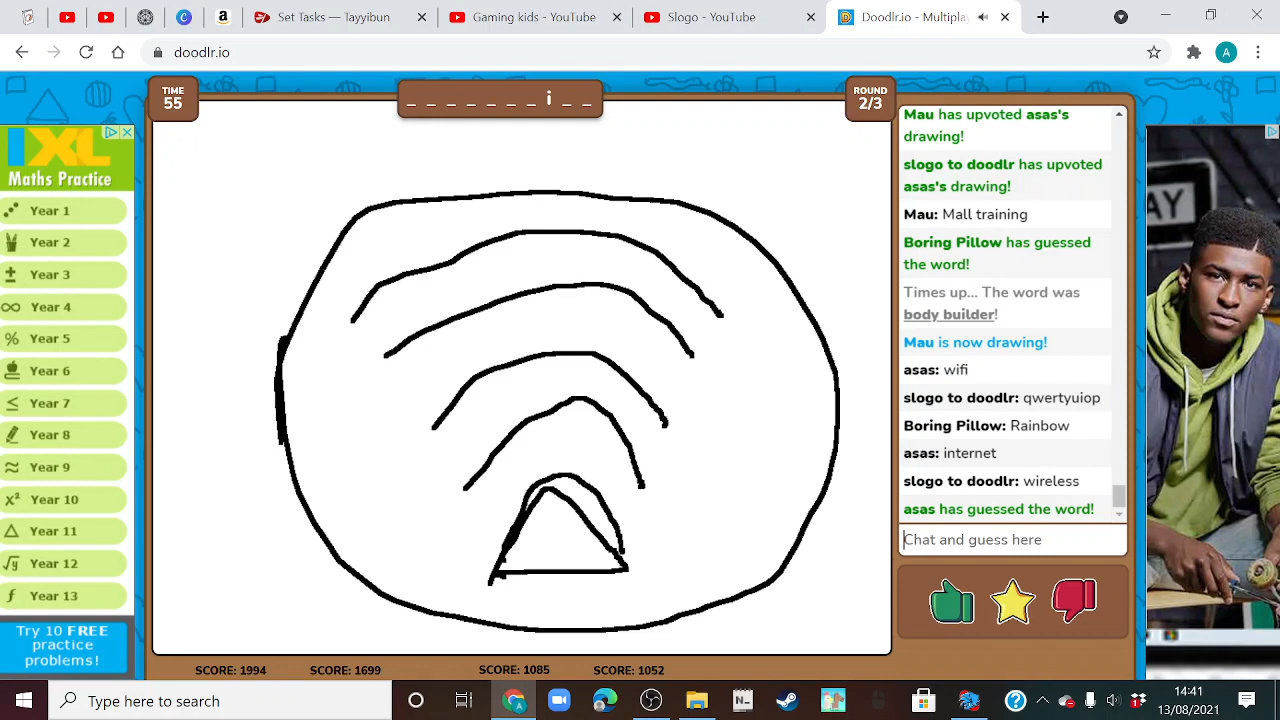 Set Tasks — Tayyibun
Gaming kid! - YouTube
Slogo - YouTube
Doodlr.io - Multiplay
doodlr.io
A
TIME
55
_ _ _ _ _ _ _ i _ _
ROUND
2/3
IXL
Maths Practice
Year 1
Year 2
Year 3
Year 4
Year 5
Year 6
Year 7
Year 8
Year 9
Year 10
Year 11
Year 12
Year 13
Try 10 FREE
practice
problems!
Mau has upvoted asas's
drawing!
slogo to doodlr has upvoted
asas's drawing!
Mau: Mall training
Boring Pillow has guessed
the word!
Times up... The word was
body builder!
Mau is now drawing!
asas: wifi
slogo to doodlr: qwertyuiop
Boring Pillow: Rainbow
asas: internet
slogo to doodlr: wireless
asas has guessed the word!
Chat and guess here
SCORE: 1994 SCORE: 1699 SCORE: 1085 SCORE: 1052
Type here to search
14:41
13/08/2021